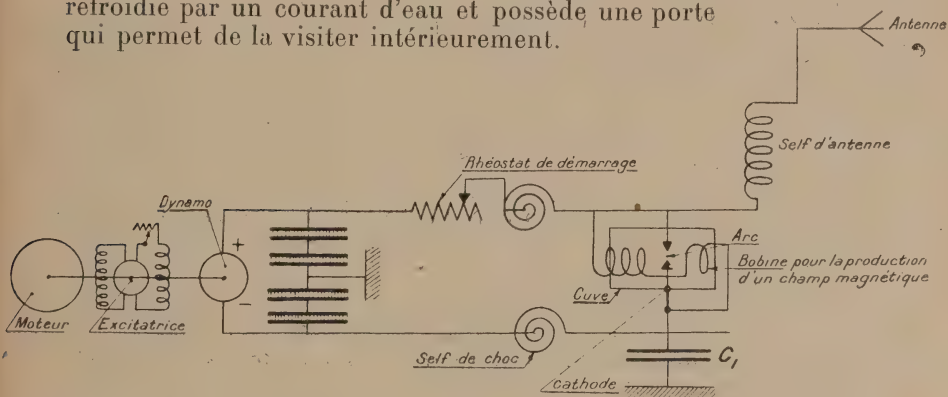 refroidie par un courant d'eau et possède une porte
qui permet de la visiter intérieurement.
Antenne
Self d'antenne
Rhéostat de démarrage
Dynamo
+
Arc
Bobine pour la production
d'un champ magnétique
Cuve
-
Moteur
Excitatrice
Self de choc
C,
cathode